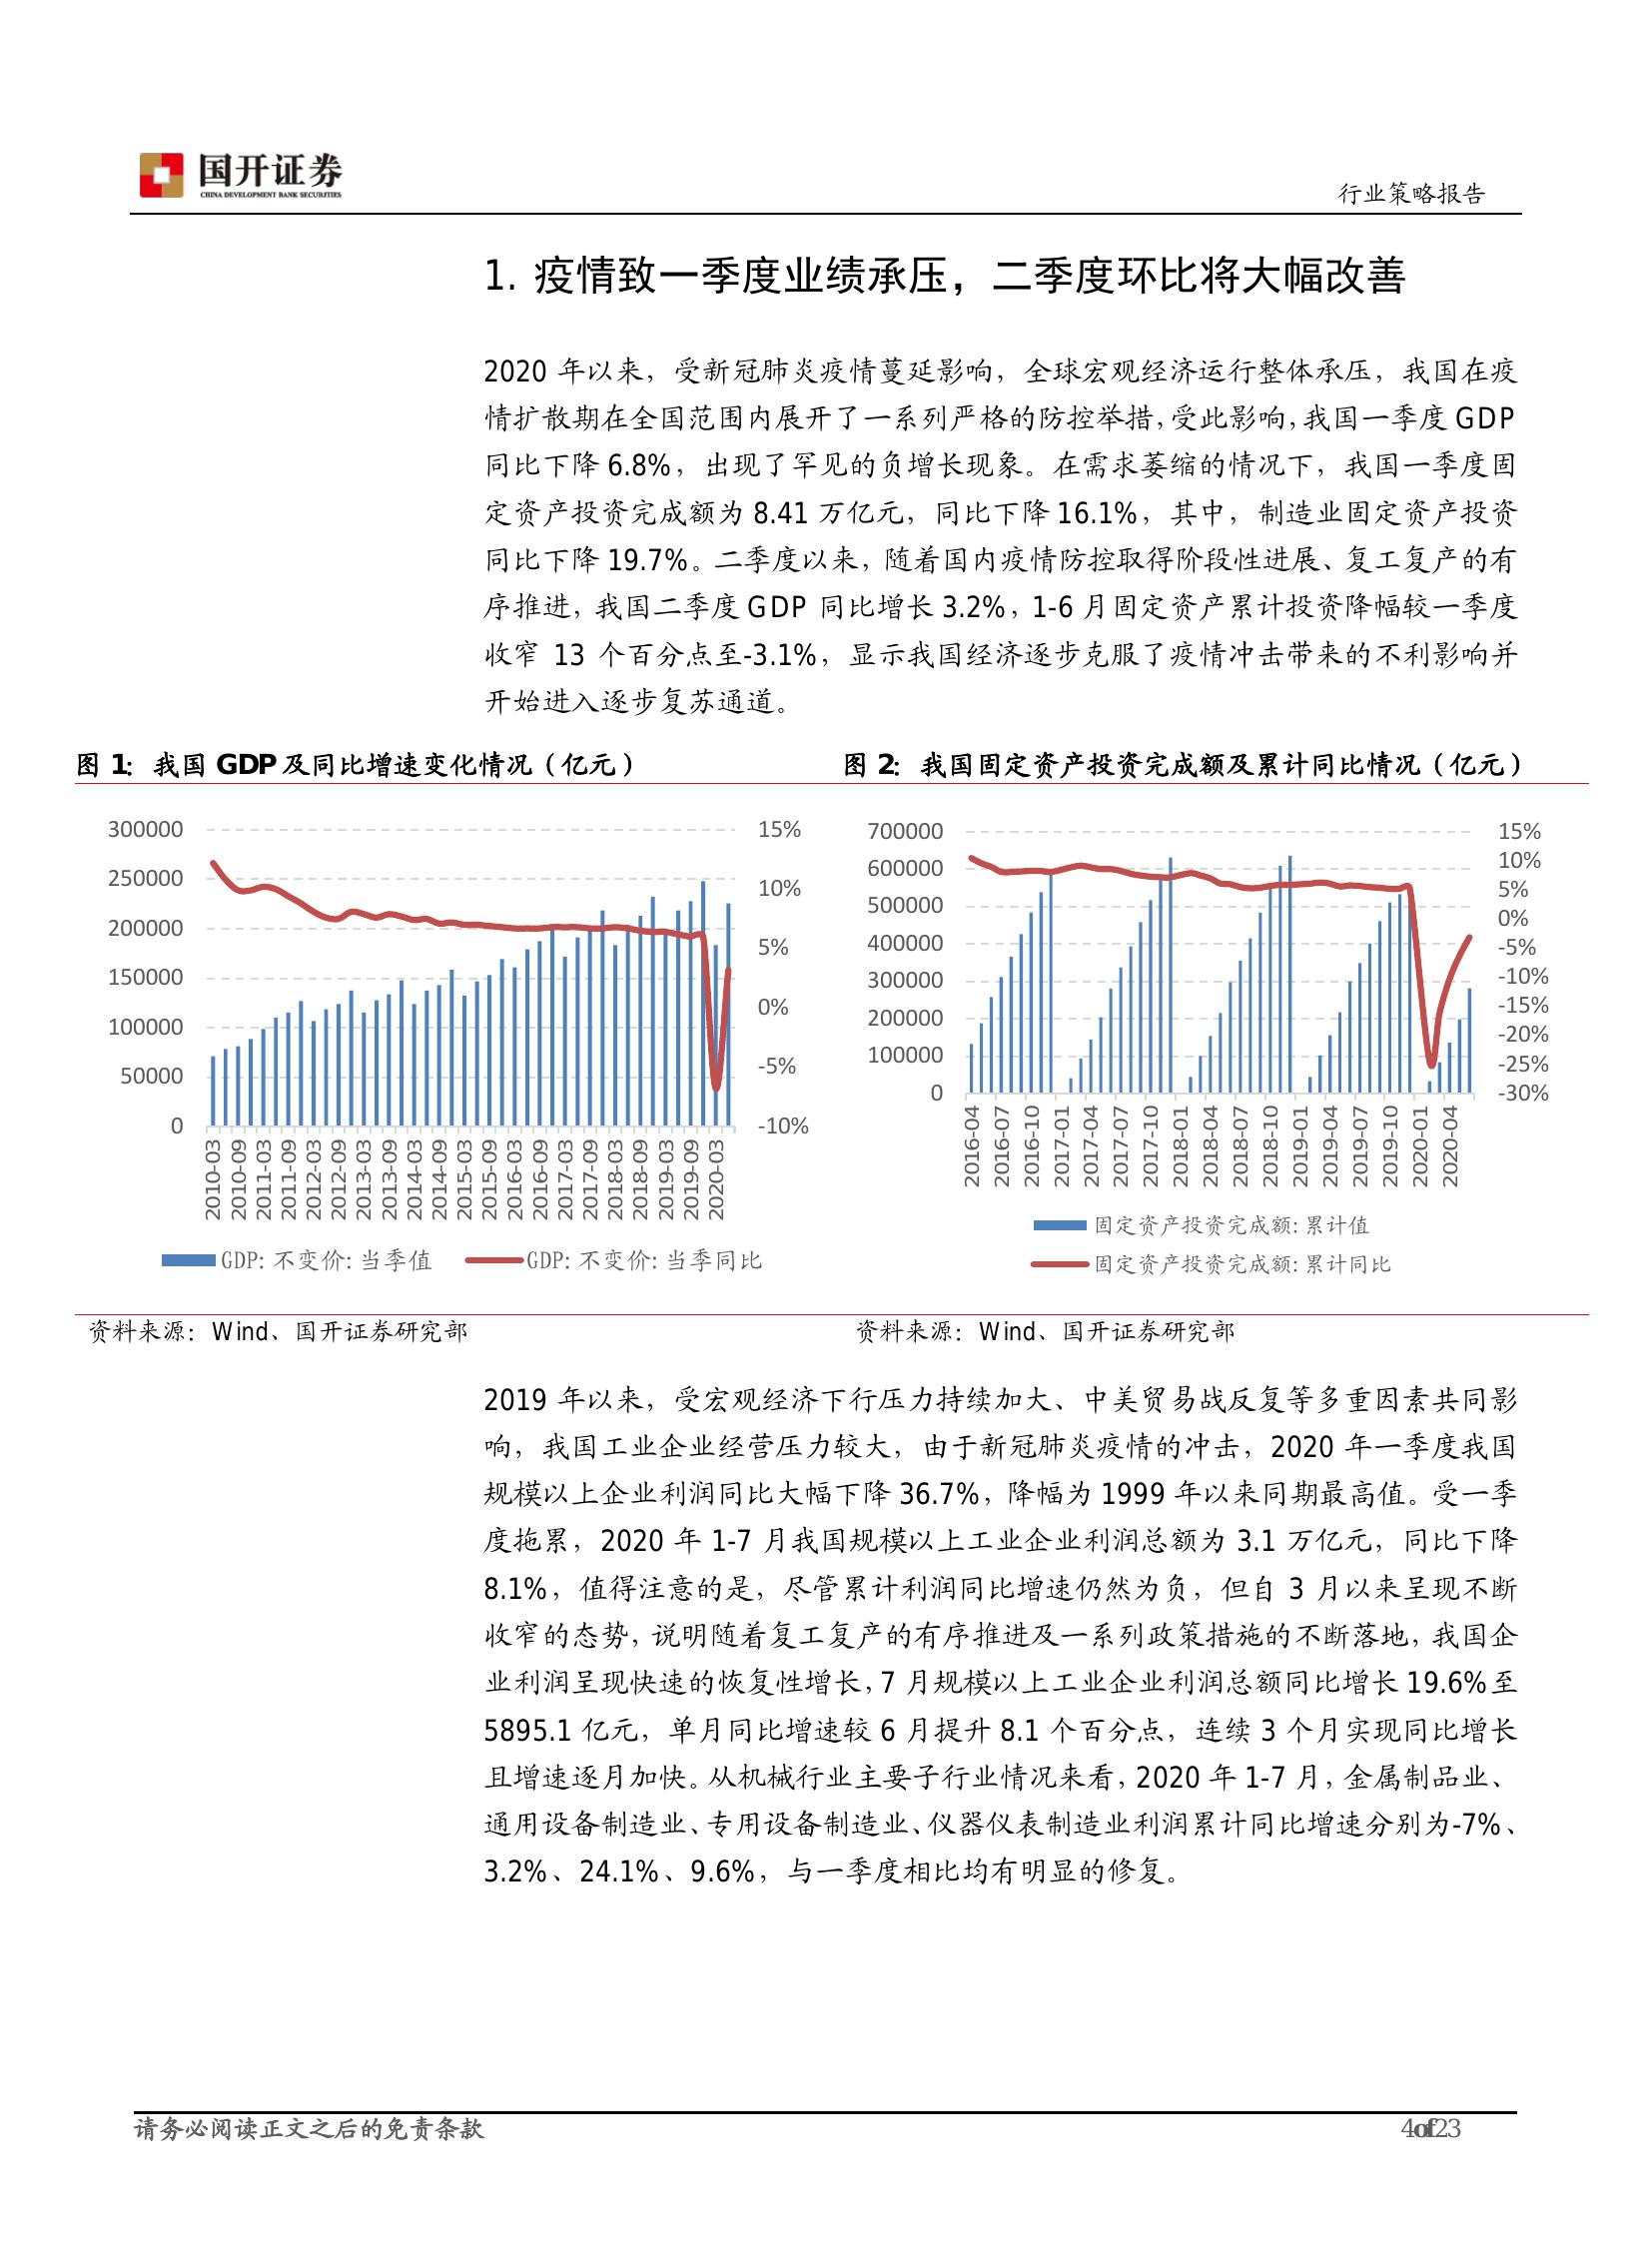 国开证券
CHINA DEVELOPMENT BANK SECURITIES
行业策略报告
1. 疫情致一季度业绩承压，二季度环比将大幅改善
2020 年以来，受新冠肺炎疫情蔓延影响，全球宏观经济运行整体承压，我国在疫
情扩散期在全国范围内展开了一系列严格的防控举措，受此影响，我国一季度 GDP
同比下降 6.8%，出现了罕见的负增长现象。在需求萎缩的情况下，我国一季度固
定资产投资完成额为 8.41 万亿元，同比下降 16.1%，其中，制造业固定资产投资
同比下降 19.7%。二季度以来，随着国内疫情防控取得阶段性进展、复工复产的有
序推进，我国二季度 GDP 同比增长 3.2%，1-6 月固定资产累计投资降幅较一季度
收窄 13 个百分点至-3.1%，显示我国经济逐步克服了疫情冲击带来的不利影响并
开始进入逐步复苏通道。
图 1：我国 GDP 及同比增速变化情况（亿元）
300000
250000
200000
150000
100000
50000
0
15%
10%
5%
0%
-5%
-10%
2010-03
2010-09
2011-03
2011-09
2012-03
2012-09
2013-03
2013-09
2014-03
2014-09
2015-03
2015-09
2016-03
2016-09
2017-03
2017-09
2018-03
2018-09
2019-03
2019-09
2020-03
GDP:不变价:当季值
GDP:不变价:当季同比
资料来源：Wind、国开证券研究部
图 2：我国固定资产投资完成额及累计同比情况（亿元）
700000
600000
500000
400000
300000
200000
100000
0
15%
10%
5%
0%
-5%
-10%
-15%
-20%
-25%
-30%
2016-04
2016-07
2016-10
2017-01
2017-04
2017-07
2017-10
2018-01
2018-04
2018-07
2018-10
2019-01
2019-04
2019-07
2019-10
2020-01
2020-04
固定资产投资完成额:累计值
固定资产投资完成额:累计同比
资料来源：Wind、国开证券研究部
2019 年以来，受宏观经济下行压力持续加大、中美贸易战反复等多重因素共同影
响，我国工业企业经营压力较大，由于新冠肺炎疫情的冲击，2020 年一季度我国
规模以上企业利润同比大幅下降 36.7%，降幅为 1999 年以来同期最高值。受一季
度拖累，2020 年 1-7 月我国规模以上工业企业利润总额为 3.1 万亿元，同比下降
8.1%，值得注意的是，尽管累计利润同比增速仍然为负，但自 3 月以来呈现不断
收窄的态势，说明随着复工复产的有序推进及一系列政策措施的不断落地，我国企
业利润呈现快速的恢复性增长，7 月规模以上工业企业利润总额同比增长 19.6%至
5895.1 亿元，单月同比增速较 6 月提升 8.1 个百分点，连续 3 个月实现同比增长
且增速逐月加快。从机械行业主要子行业情况来看，2020 年 1-7 月，金属制品业、
通用设备制造业、专用设备制造业、仪器仪表制造业利润累计同比增速分别为-7%、
3.2%、24.1%、9.6%，与一季度相比均有明显的修复。
请务必阅读正文之后的免责条款
4of23